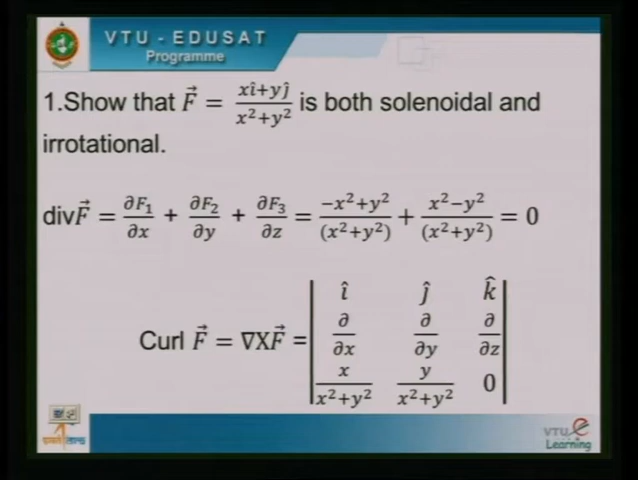 VTU - EDUSAT
Programme
1.Show that F⃗ = xî+yĵ / x²+y² is both solenoidal and
irrotational.
divF⃗ = ∂F₁/∂x + ∂F₂/∂y + ∂F₃/∂z = −x²+y² / (x²+y²) + x²−y² / (x²+y²) = 0
Curl F⃗ = ∇XF⃗ = | î ĵ k̂ |
| ∂/∂x ∂/∂y ∂/∂z |
| x/x²+y² y/x²+y² 0 |
VTU e
Learning